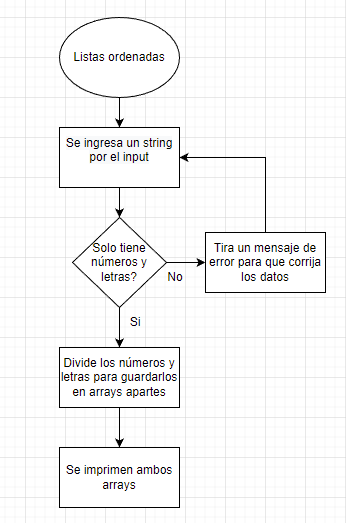 Listas ordenadas
Se ingresa un string
por el input
Solo tiene
números y
letras?
No
Tira un mensaje de
error para que corrija
los datos
Si
Divide los números y
letras para guardarlos
en arrays apartes
Se imprimen ambos
arrays